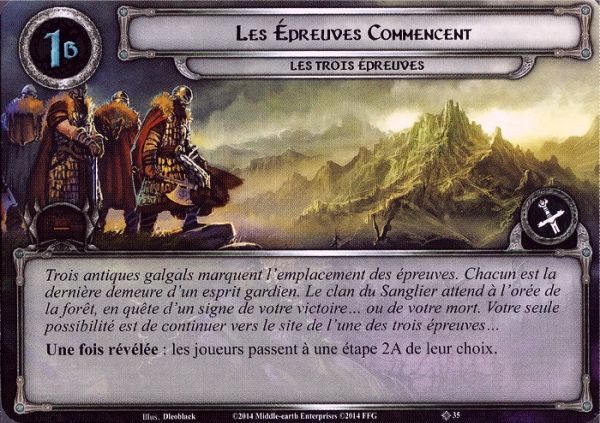 1B
Les Épreuves Commencent
Les Trois Épreuves
Trois antiques galgals marquent l'emplacement des épreuves. Chacun est la
dernière demeure d'un esprit gardien. Le clan du Sanglier attend à l'orée de
la forêt, en quête d'un signe de votre victoire... ou de votre mort. Votre seule
possibilité est de continuer vers le site de l'une des trois épreuves...
Une fois révélée : les joueurs passent à une étape 2A de leur choix.
Illus. Dleoblack ©2014 Middle-earth Enterprises ©2014 FFG 35